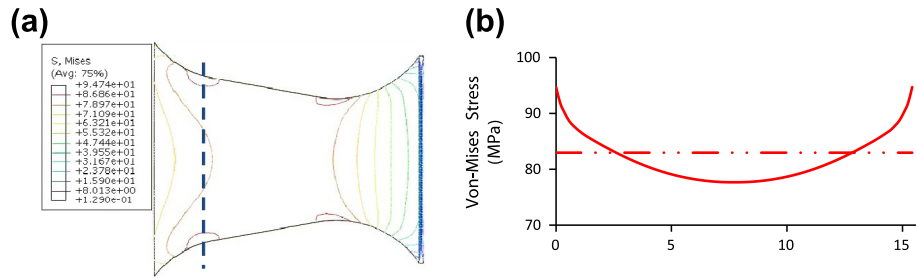 (a)
S, Mises
(Avg: 75%)
+9.474e+01
+8.686e+01
+7.897e+01
+7.109e+01
+6.321e+01
+5.532e+01
+4.744e+01
+3.955e+01
+3.167e+01
+2.378e+01
+1.590e+01
+8.013e+00
+1.290e-01
(b)
Von-Mises Stress
(MPa)
100
90
80
70
0
5
10
15